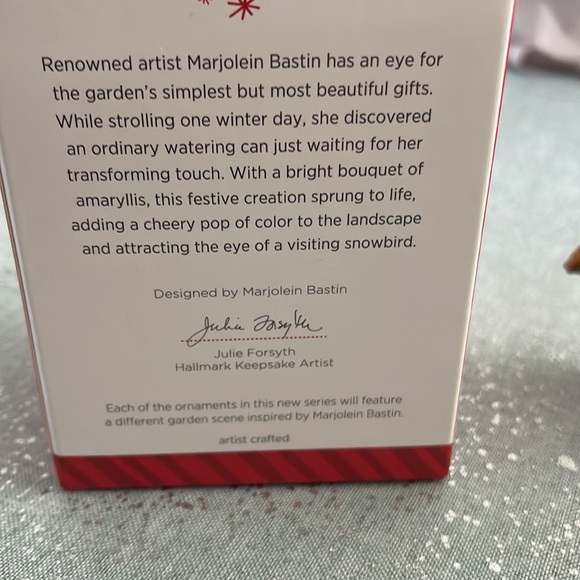 Renowned artist Marjolein Bastin has an eye for
the garden's simplest but most beautiful gifts.
While strolling one winter day, she discovered
an ordinary watering can just waiting for her
transforming touch. With a bright bouquet of
amaryllis, this festive creation sprung to life,
adding a cheery pop of color to the landscape
and attracting the eye of a visiting snowbird.
Designed by Marjolein Bastin
Julie Forsyth
Julie Forsyth
Hallmark Keepsake Artist
Each of the ornaments in this new series will feature
a different garden scene inspired by Marjolein Bastin.
artist crafted